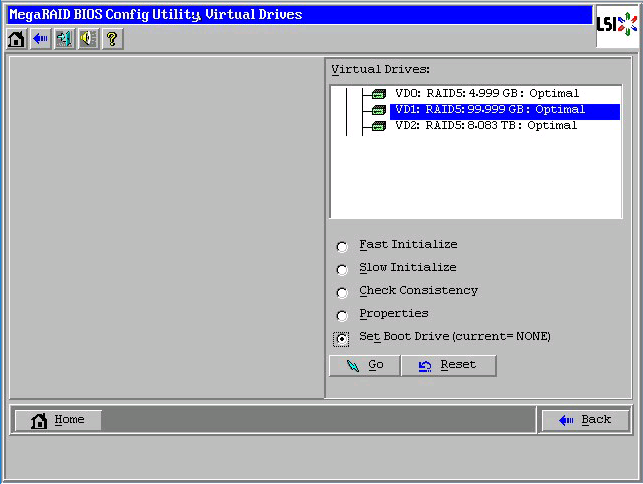 MegaRAID BIOS Config Utility, Virtual Drives
LSI
Virtual Drives:
VD0: RAID5: 4.999 GB: Optimal
VD1: RAID5: 99.999 GB: Optimal
VD2: RAID5: 8.083 TB: Optimal
Fast Initialize
Slow Initialize
Check Consistency
Properties
Set Boot Drive (current= NONE)
Go
Reset
Home
Back